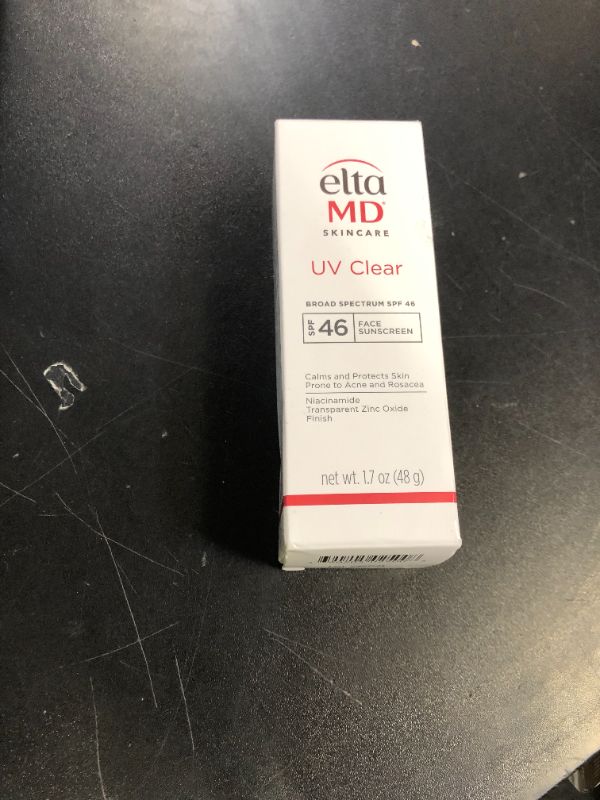 elta
MD
SKINCARE
UV Clear
BROAD SPECTRUM SPF 46
SPF 46 FACE
SUNSCREEN
Calms and Protects Skin
Prone to Acne and Rosacea
Niacinamide
Transparent Zinc Oxide
Finish
net wt. 1.7 oz (48 g)